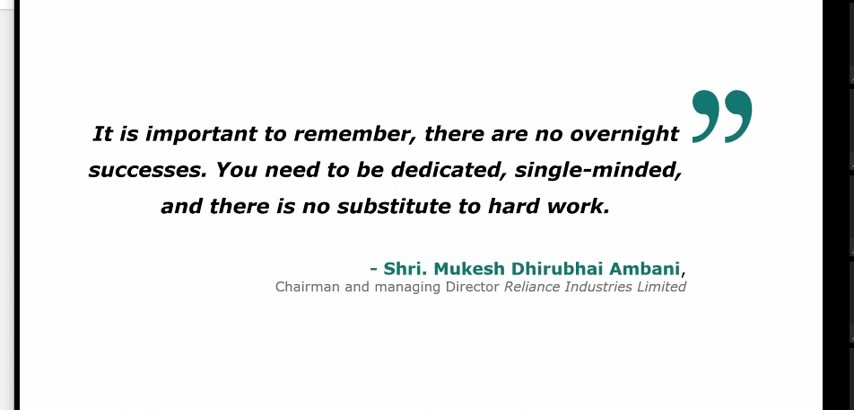 It is important to remember, there are no overnight ”
successes. You need to be dedicated, single-minded,
and there is no substitute to hard work.
- Shri. Mukesh Dhirubhai Ambani,
Chairman and managing Director Reliance Industries Limited